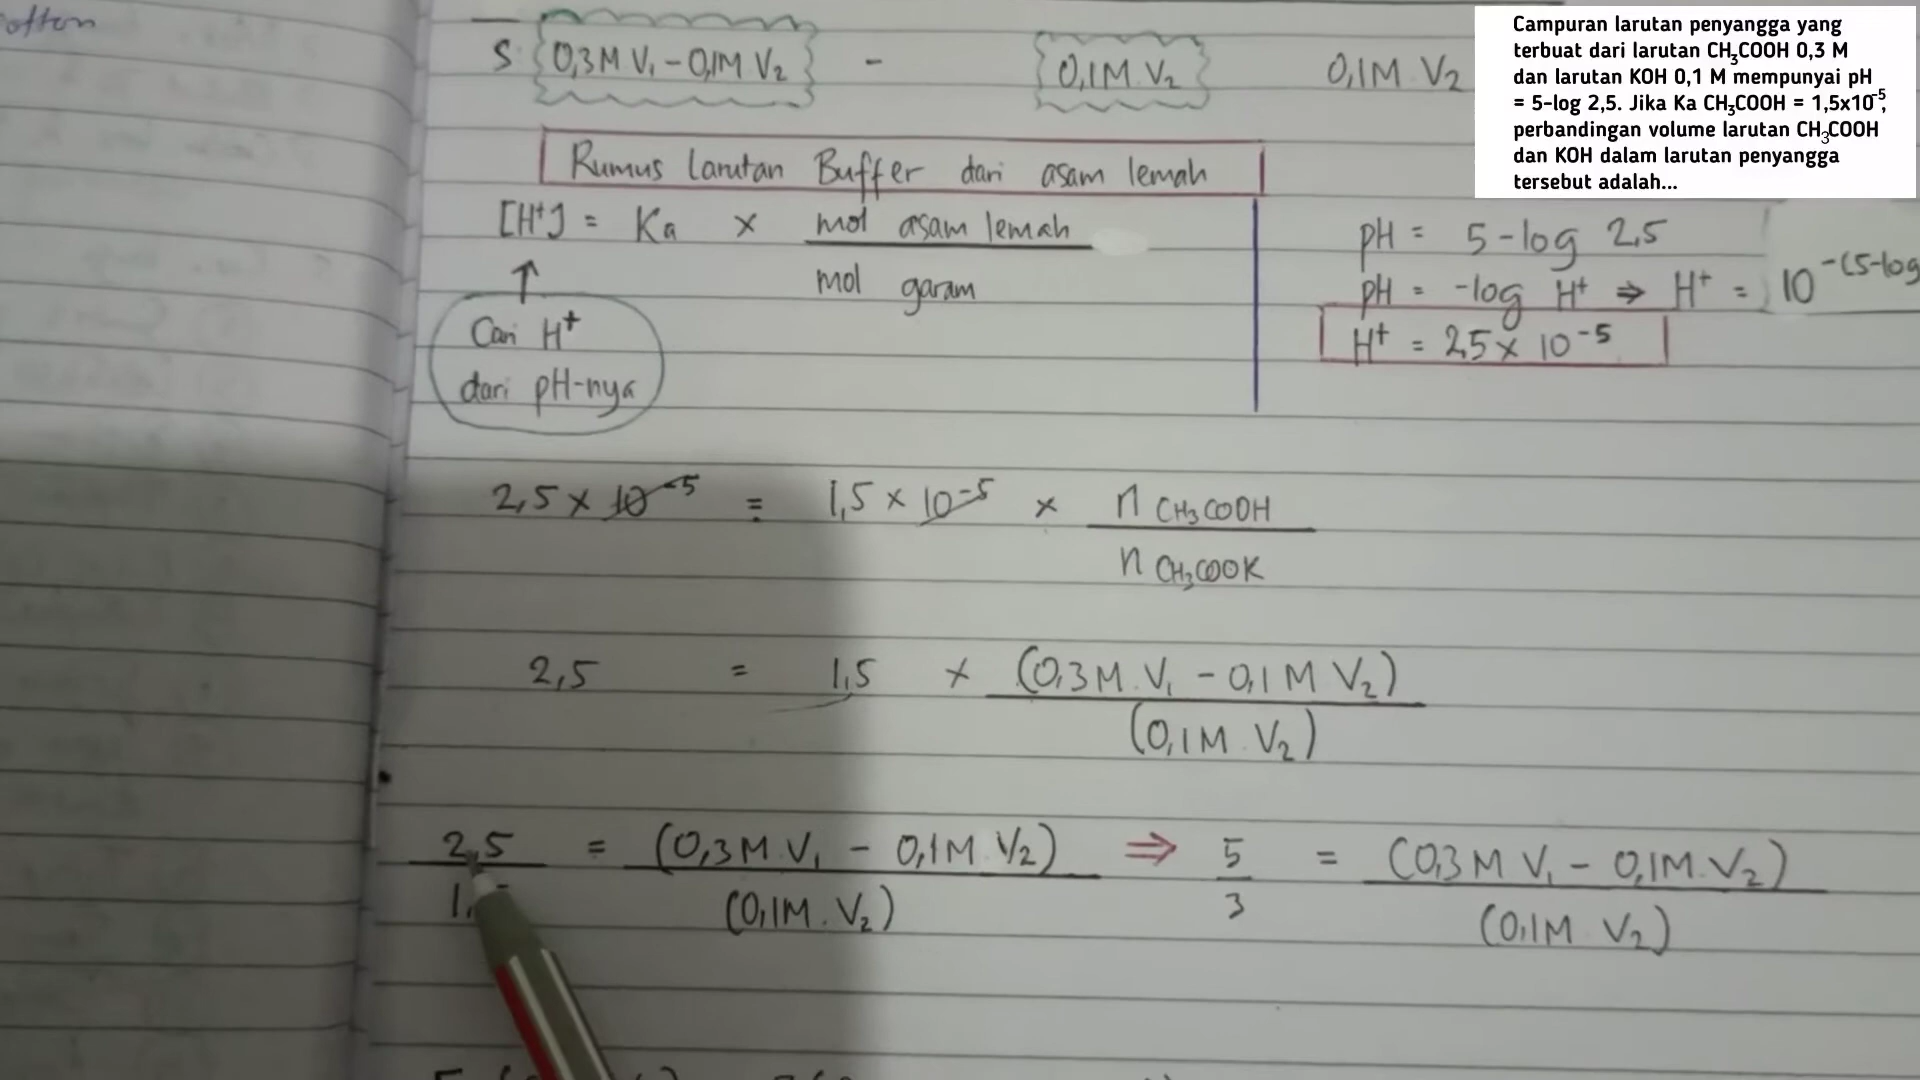 often
S 0,3M V₁ - 0,1M V₂ - 0,1M. V₂ 0,1M V₂
Campuran larutan penyangga yang
terbuat dari larutan CH₃COOH 0,3 M
dan larutan KOH 0,1 M mempunyai pH
= 5-log 2,5. Jika Ka CH₃COOH = 1,5x10⁻⁵,
perbandingan volume larutan CH₃COOH
dan KOH dalam larutan penyangga
tersebut adalah...
Rumus Larutan Buffer dari asam lemah
[H⁺] = Ka × mol asam lemah
mol garam
↑
Cari H⁺
dari pH-nya
pH = 5-log 2,5
pH = -log H⁺ ⇒ H⁺ = 10^-(5-log
H⁺ = 2,5 × 10⁻⁵
2,5 × 10⁻⁵ = 1,5 × 10⁻⁵ × n CH₃COOH
n CH₃COOK
2,5 = 1,5 × (0,3M. V₁ - 0,1M V₂)
(0,1M. V₂)
2,5 = (0,3M. V₁ - 0,1M. V₂) ⇒ 5 = (0,3M V₁ - 0,1M. V₂)
1, (0,1M. V₂) 3 (0,1M V₂)